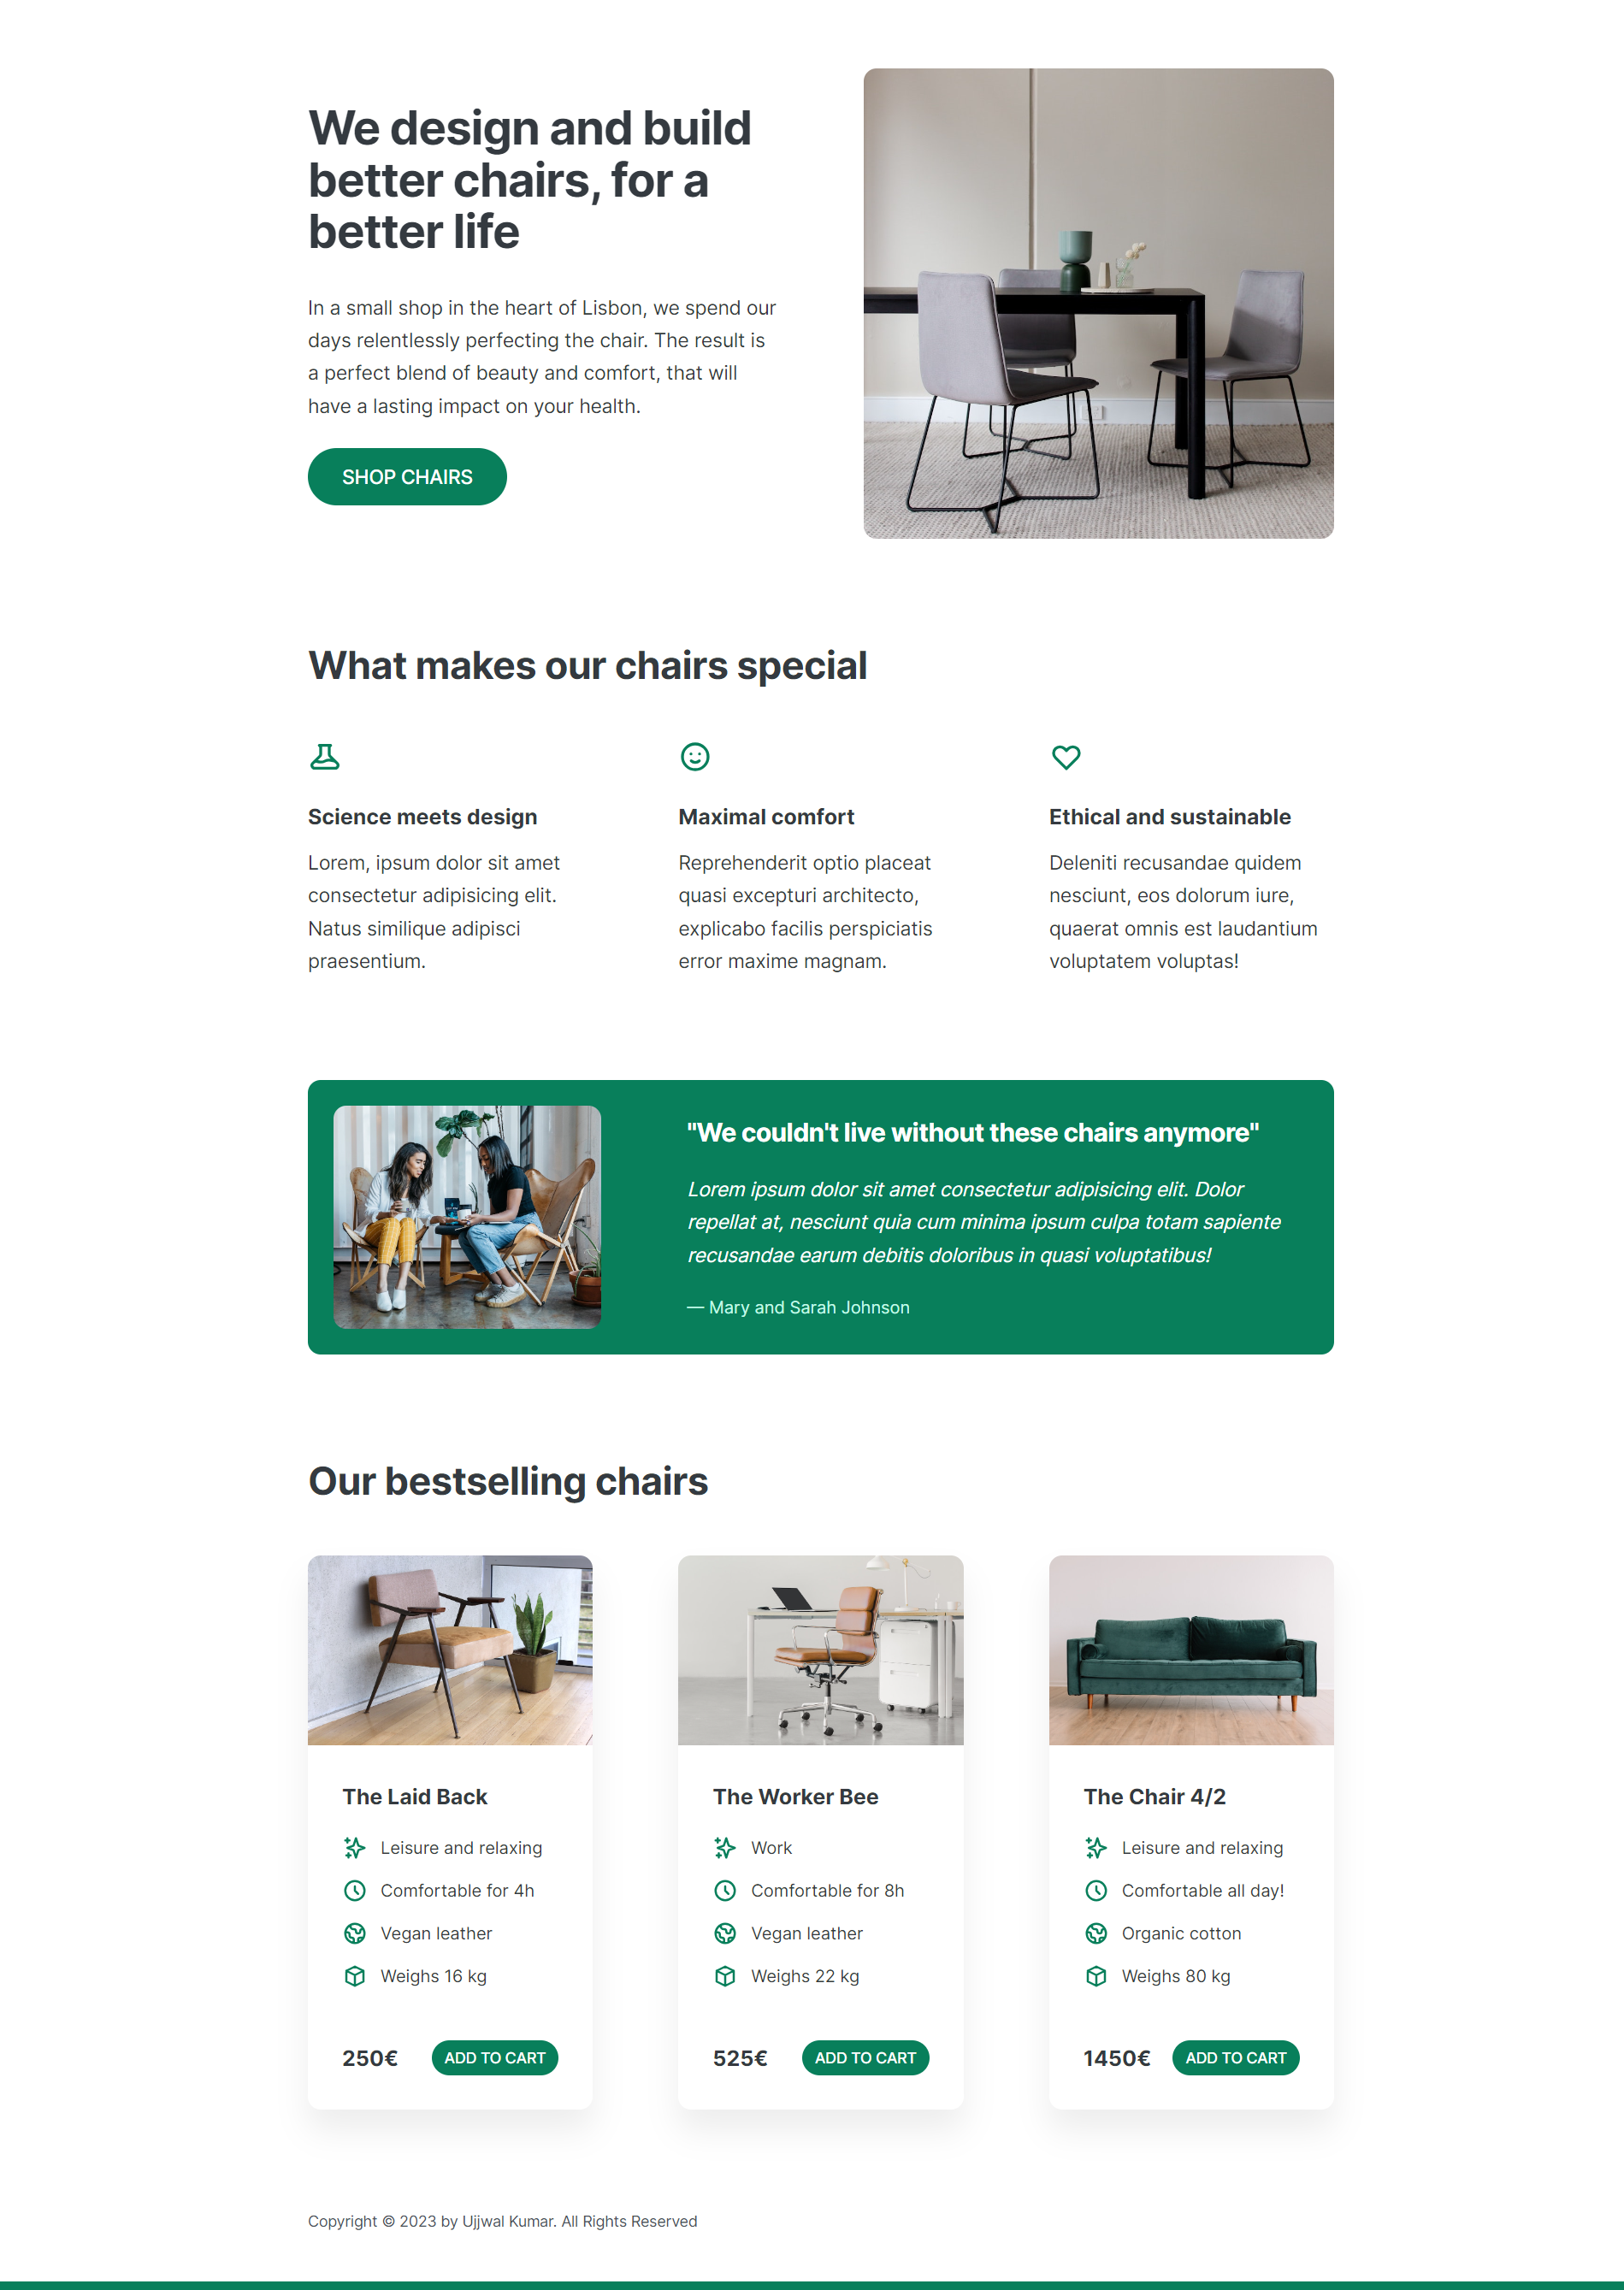 We design and build
better chairs, for a
better life
In a small shop in the heart of Lisbon, we spend our
days relentlessly perfecting the chair. The result is
a perfect blend of beauty and comfort, that will
have a lasting impact on your health.
SHOP CHAIRS
What makes our chairs special
Science meets design
Lorem, ipsum dolor sit amet
consectetur adipisicing elit.
Natus similique adipisci
praesentium.
Maximal comfort
Reprehenderit optio placeat
quasi excepturi architecto,
explicabo facilis perspiciatis
error maxime magnam.
Ethical and sustainable
Deleniti recusandae quidem
nesciunt, eos dolorum iure,
quaerat omnis est laudantium
voluptatem voluptas!
"We couldn't live without these chairs anymore"
Lorem ipsum dolor sit amet consectetur adipisicing elit. Dolor
repellat at, nesciunt quia cum minima ipsum culpa totam sapiente
recusandae earum debitis doloribus in quasi voluptatibus!
— Mary and Sarah Johnson
Our bestselling chairs
The Laid Back
Leisure and relaxing
Comfortable for 4h
Vegan leather
Weighs 16 kg
250€
ADD TO CART
The Worker Bee
Work
Comfortable for 8h
Vegan leather
Weighs 22 kg
525€
ADD TO CART
The Chair 4/2
Leisure and relaxing
Comfortable all day!
Organic cotton
Weighs 80 kg
1450€
ADD TO CART
Copyright © 2023 by Ujjwal Kumar. All Rights Reserved